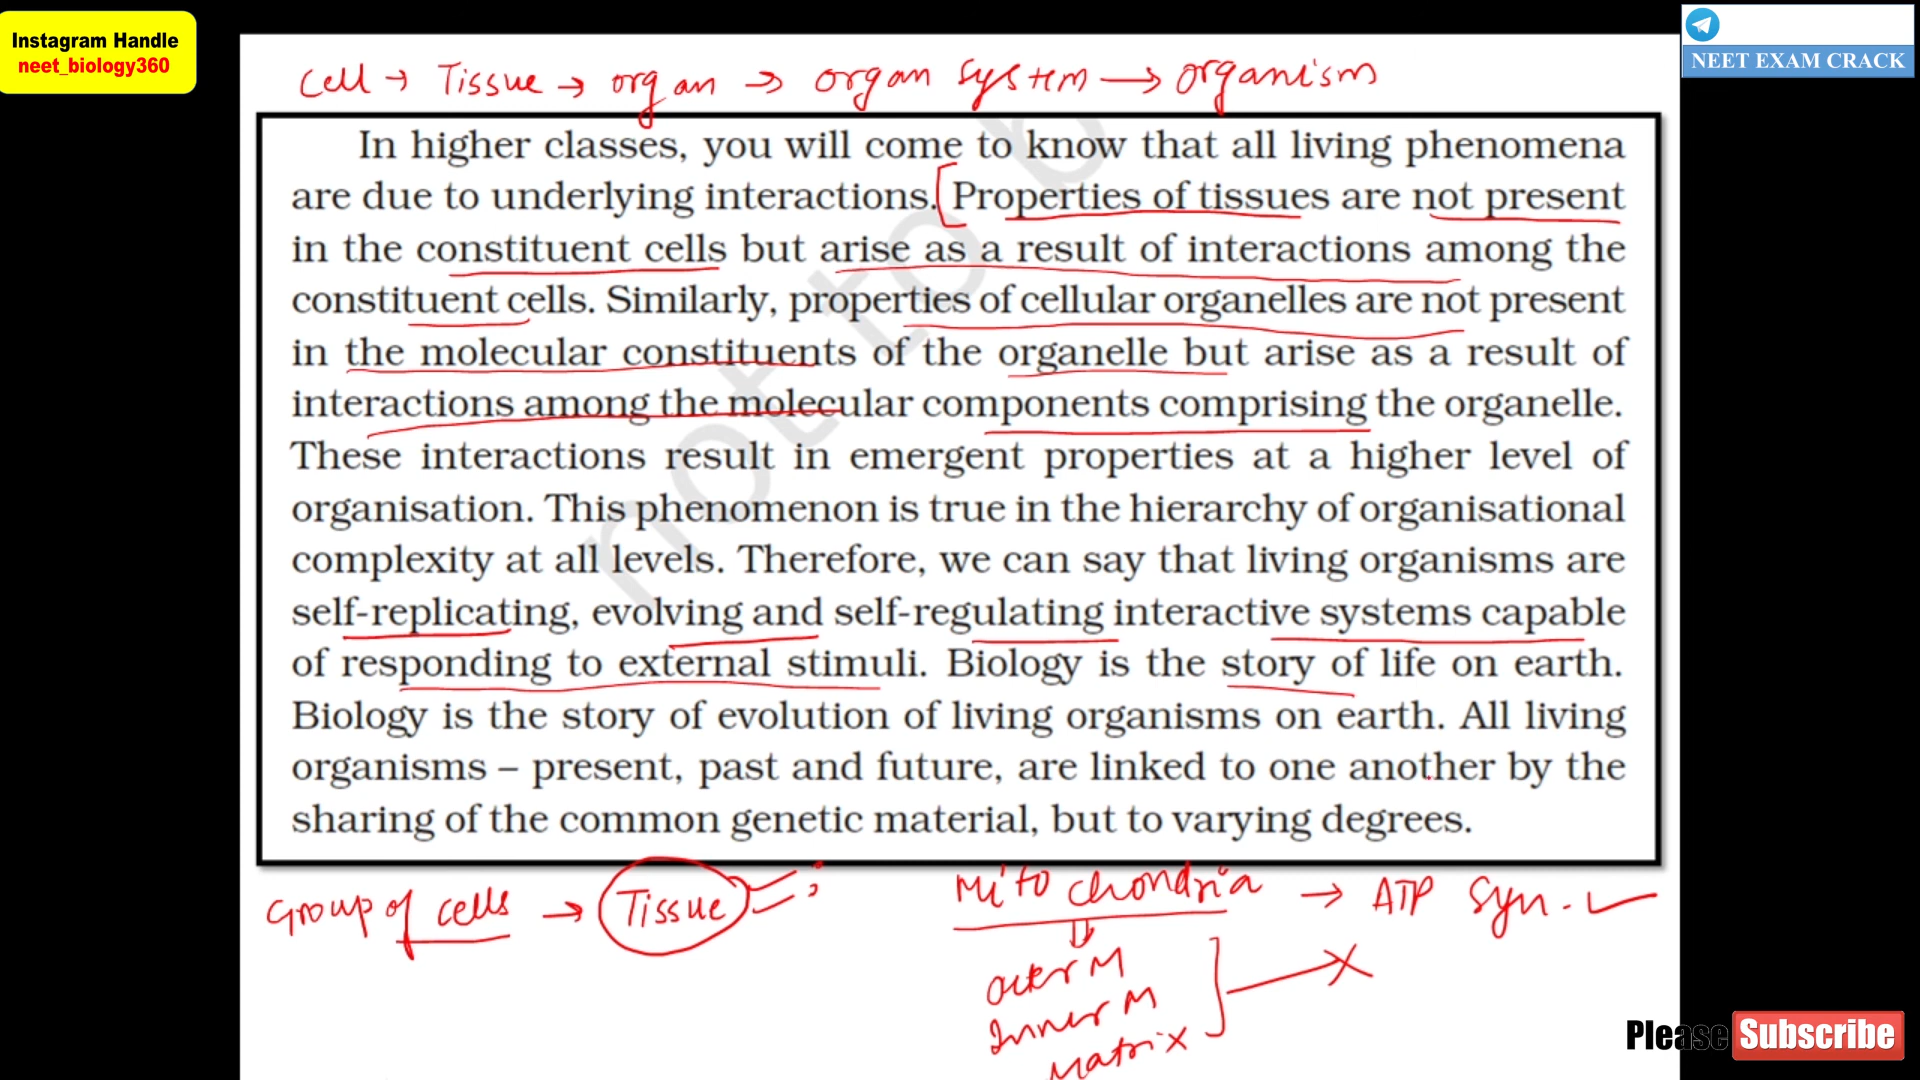 Instagram Handle
neet_biology360
NEET EXAM CRACK
Cell → Tissue → organ → organ system → organism
In higher classes, you will come to know that all living phenomena
are due to underlying interactions. Properties of tissues are not present
in the constituent cells but arise as a result of interactions among the
constituent cells. Similarly, properties of cellular organelles are not present
in the molecular constituents of the organelle but arise as a result of
interactions among the molecular components comprising the organelle.
These interactions result in emergent properties at a higher level of
organisation. This phenomenon is true in the hierarchy of organisational
complexity at all levels. Therefore, we can say that living organisms are
self-replicating, evolving and self-regulating interactive systems capable
of responding to external stimuli. Biology is the story of life on earth.
Biology is the story of evolution of living organisms on earth. All living
organisms – present, past and future, are linked to one another by the
sharing of the common genetic material, but to varying degrees.
not to b
Group of cells → Tissue
Mitochondria → ATP Syn.
outer M
Inner M
Matrix
Please Subscribe